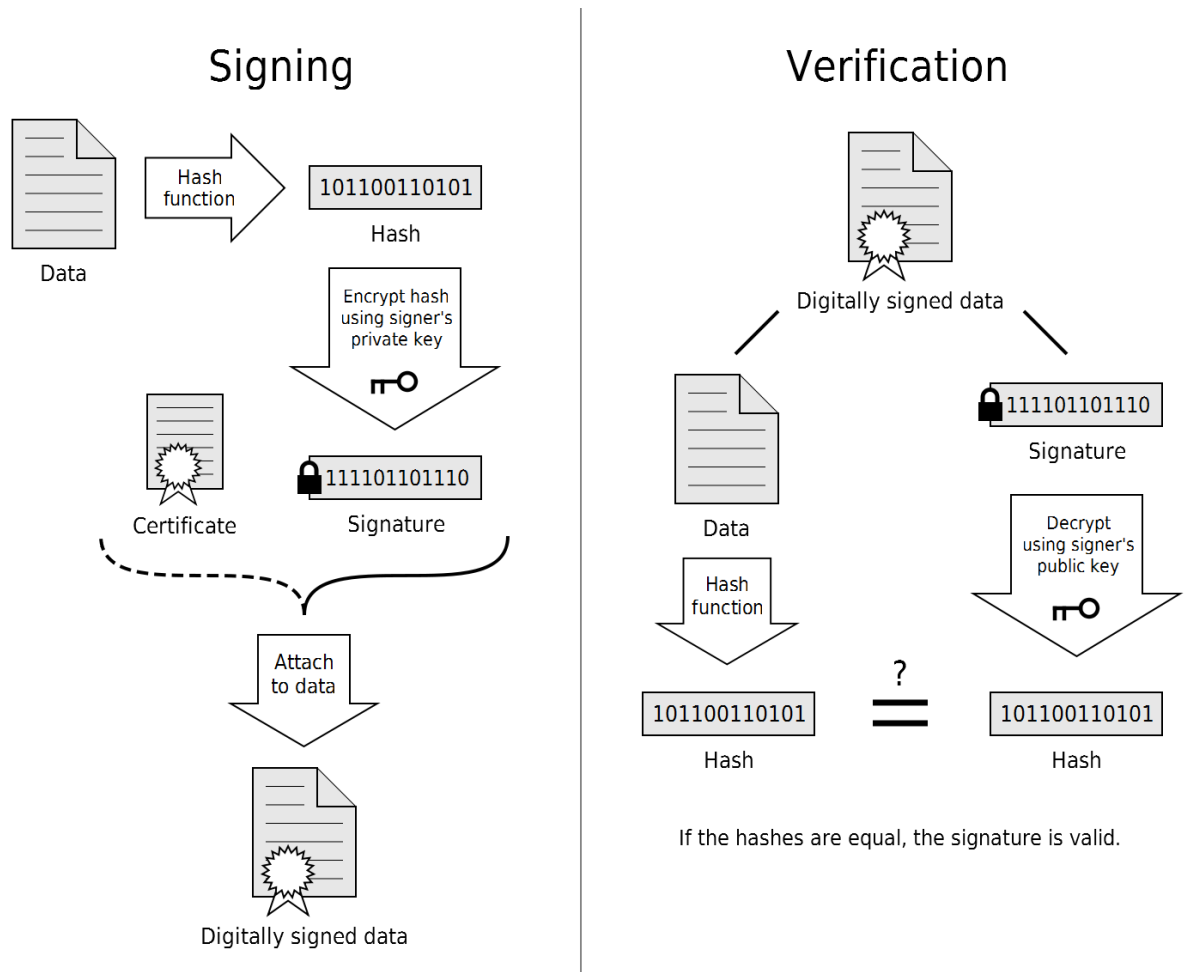 Signing
Hash
function
101100110101
Hash
Data
Encrypt hash
using signer's
private key
111101101110
Certificate
Signature
Attach
to data
Digitally signed data
Verification
Digitally signed data
111101101110
Signature
Data
Decrypt
using signer's
public key
Hash
function
?
101100110101
=
101100110101
Hash
Hash
If the hashes are equal, the signature is valid.